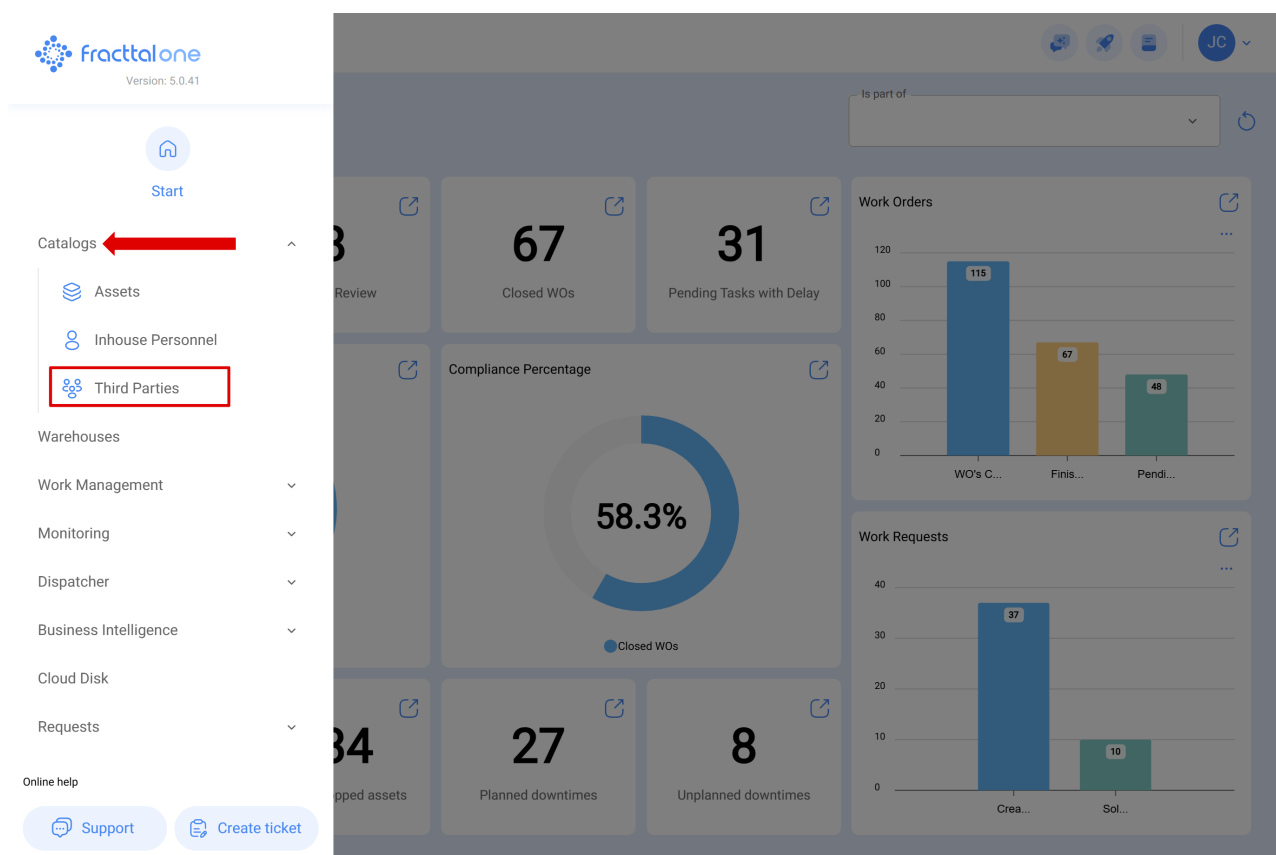 fracttal one
Version: 5.0.41
JC
Is part of
Start
Catalogs
Assets
Inhouse Personnel
Third Parties
Warehouses
Work Management
Monitoring
Dispatcher
Business Intelligence
Cloud Disk
Requests
Online help
Support
Create ticket
Review
67
Closed WOs
31
Pending Tasks with Delay
Work Orders
...
120
100
80
60
40
20
0
115
67
48
WO's C...
Finis...
Pendi...
Compliance Percentage
58.3%
Closed WOs
Work Requests
...
40
30
20
10
0
37
10
Crea...
Sol...
34
pped assets
27
Planned downtimes
8
Unplanned downtimes